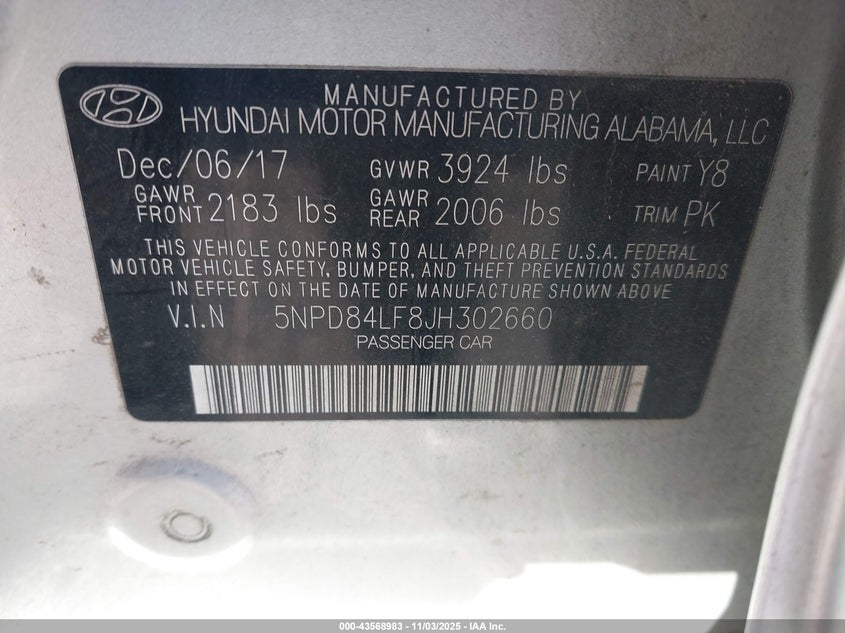 MANUFACTURED BY
HYUNDAI MOTOR MANUFACTURING ALABAMA, LLC
Dec/06/17 GVWR 3924 lbs PAINT Y8
GAWR FRONT 2183 lbs GAWR REAR 2006 lbs TRIM PK
THIS VEHICLE CONFORMS TO ALL APPLICABLE U.S.A. FEDERAL
MOTOR VEHICLE SAFETY, BUMPER, AND THEFT PREVENTION STANDARDS
IN EFFECT ON THE DATE OF MANUFACTURE SHOWN ABOVE
V.I.N 5NPD84LF8JH302660
PASSENGER CAR
000-43568983 - 11/03/2025 - IAA Inc.